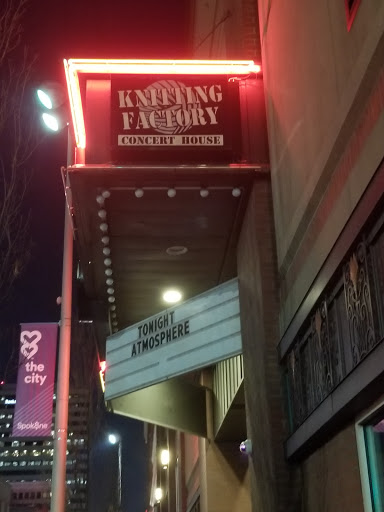 KNITTING
FACTORY
CONCERT HOUSE
TONIGHT
ATMOSPHERE
the
city
Spokane